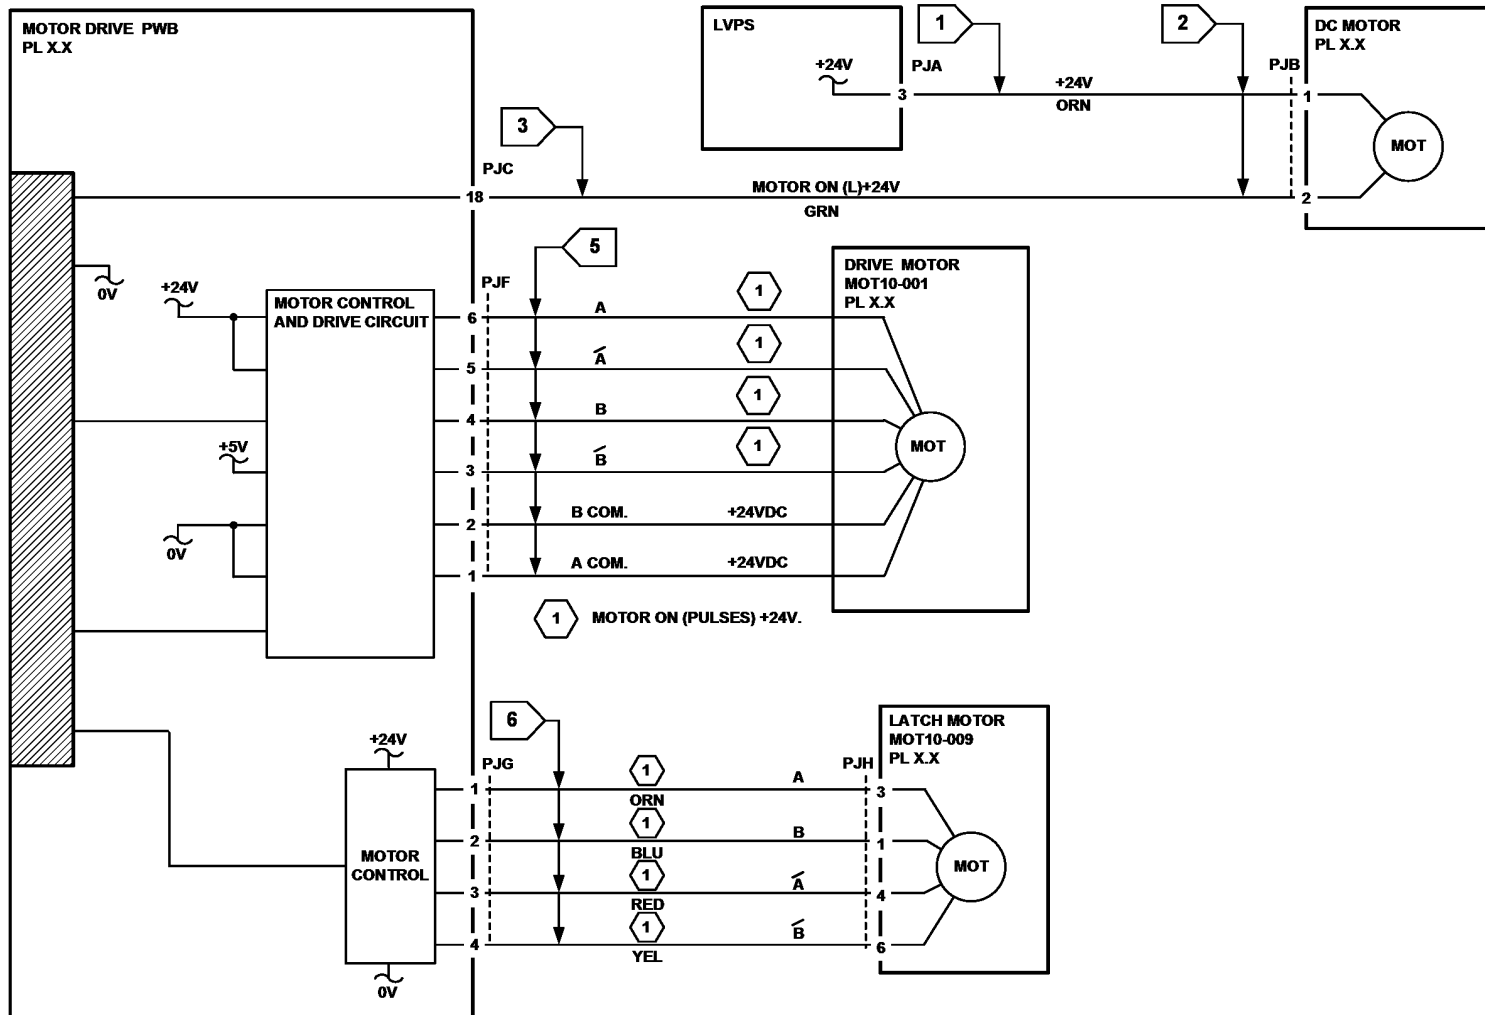 MOTOR DRIVE PWB
PL X.X
LVPS
+24V
PJA
3
1
2
+24V
ORN
PJB
DC MOTOR
PL X.X
1
MOT
2
3
PJC
18
MOTOR ON (L)+24V
GRN
0V
+24V
MOTOR CONTROL
AND DRIVE CIRCUIT
+5V
0V
5
PJF
6
A
1
5
A
1
4
B
1
3
B
1
2
B COM.
+24VDC
1
A COM.
+24VDC
DRIVE MOTOR
MOT10-001
PL X.X
MOT
1
MOTOR ON (PULSES) +24V.
+24V
MOTOR
CONTROL
0V
6
PJG
PJH
LATCH MOTOR
MOT10-009
PL X.X
1
1
ORN
A
3
2
1
BLU
B
1
3
1
RED
A
4
4
1
YEL
B
6
MOT